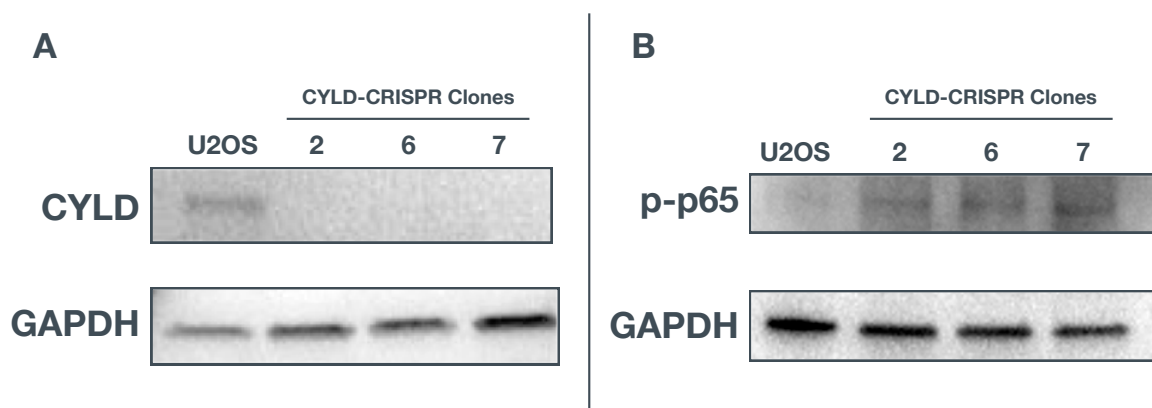 A
CYLD-CRISPR Clones
U2OS 2 6 7
CYLD
GAPDH
B
CYLD-CRISPR Clones
U2OS 2 6 7
p-p65
GAPDH